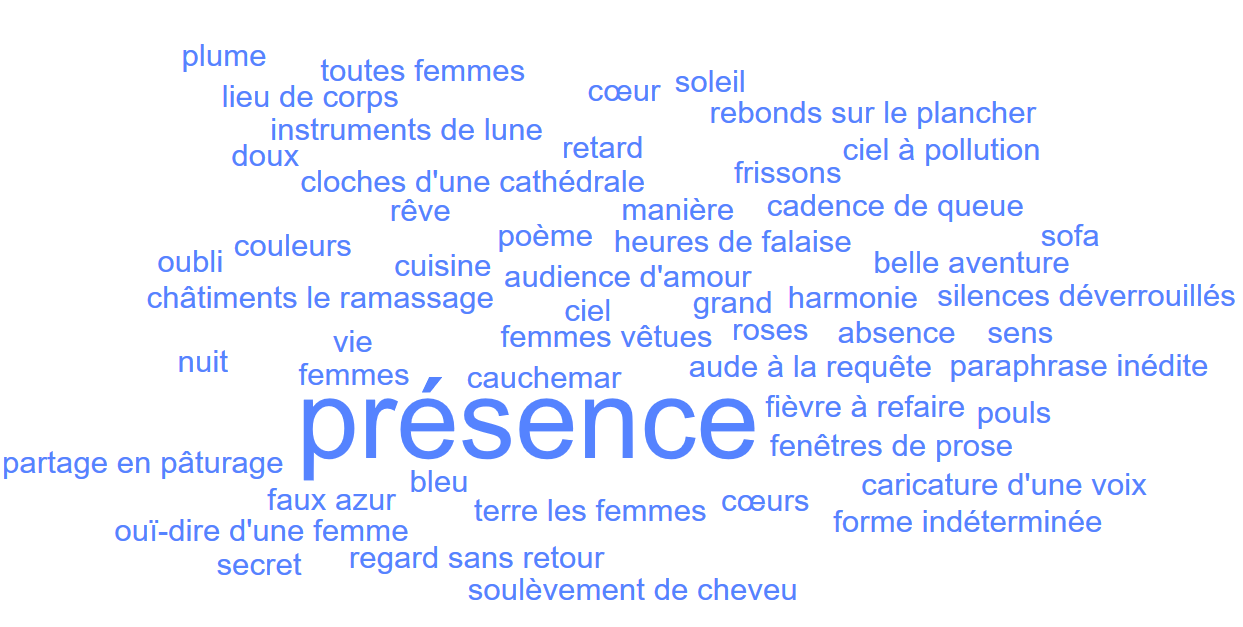 plume
toutes femmes
soleil
cœur
lieu de corps
rebonds sur le plancher
instruments de lune
retard
ciel à pollution
doux
frissons
cloches d'une cathédrale
rêve
manière
cadence de queue
poème
heures de falaise
sofa
couleurs
oubli
cuisine
belle aventure
audience d'amour
châtiments le ramassage
ciel
grand
harmonie
silences déverrouillés
femmes vêtues
roses
absence
sens
vie
nuit
femmes
cauchemar
aude à la requête
paraphrase inédite
présence
fièvre à refaire
pouls
fenêtres de prose
partage en pâturage
bleu
caricature d'une voix
faux azur
terre les femmes
cœurs
forme indéterminée
ouï-dire d'une femme
secret
regard sans retour
soulèvement de cheveu